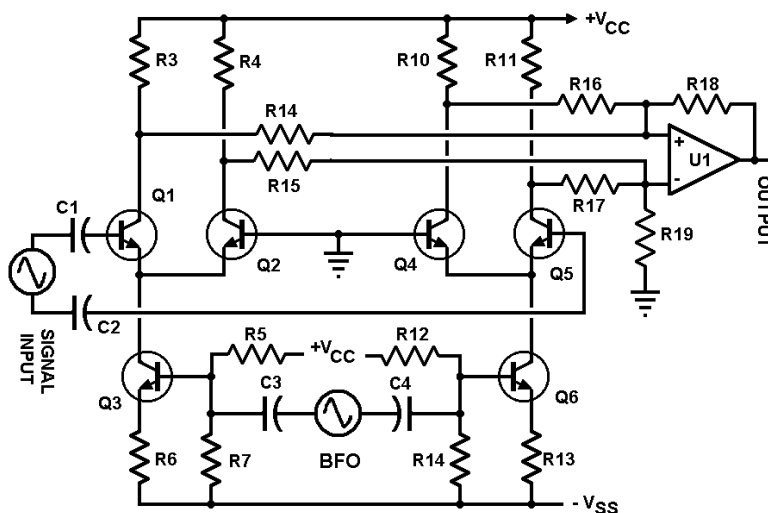 +VCC
R3
R4
R10
R11
R16
R18
R14
+
U1
R15
-
R17
OUTPUT
Q1
C1
R19
Q2
Q4
Q5
C2
SIGNAL
INPUT
R5
+VCC
R12
Q3
C3
C4
Q6
R6
R7
BFO
R14
R13
- VSS